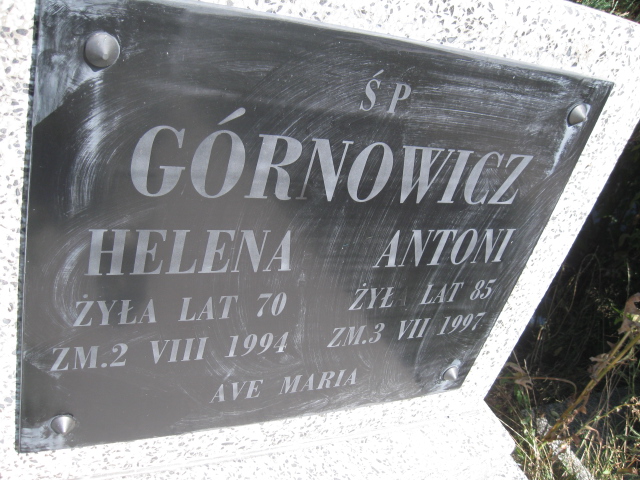 ŚP
GÓRNOWICZ
HELENA ANTONI
ŻYŁA LAT 70 ŻYŁ LAT 85
ZM.2 VIII 1994 ZM.3 VII 1997
AVE MARIA